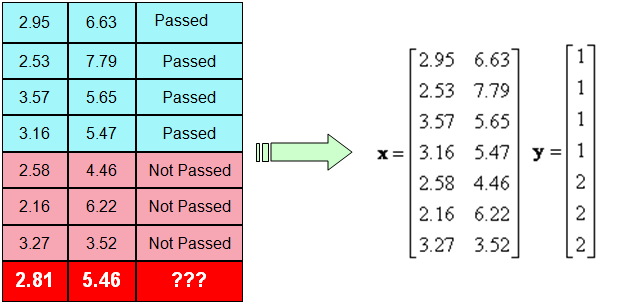 2.95 6.63 Passed
2.53 7.79 Passed
3.57 5.65 Passed
3.16 5.47 Passed
2.58 4.46 Not Passed
2.16 6.22 Not Passed
3.27 3.52 Not Passed
2.81 5.46 ???
x =
2.95 6.63
2.53 7.79
3.57 5.65
3.16 5.47
2.58 4.46
2.16 6.22
3.27 3.52
y =
1
1
1
1
2
2
2